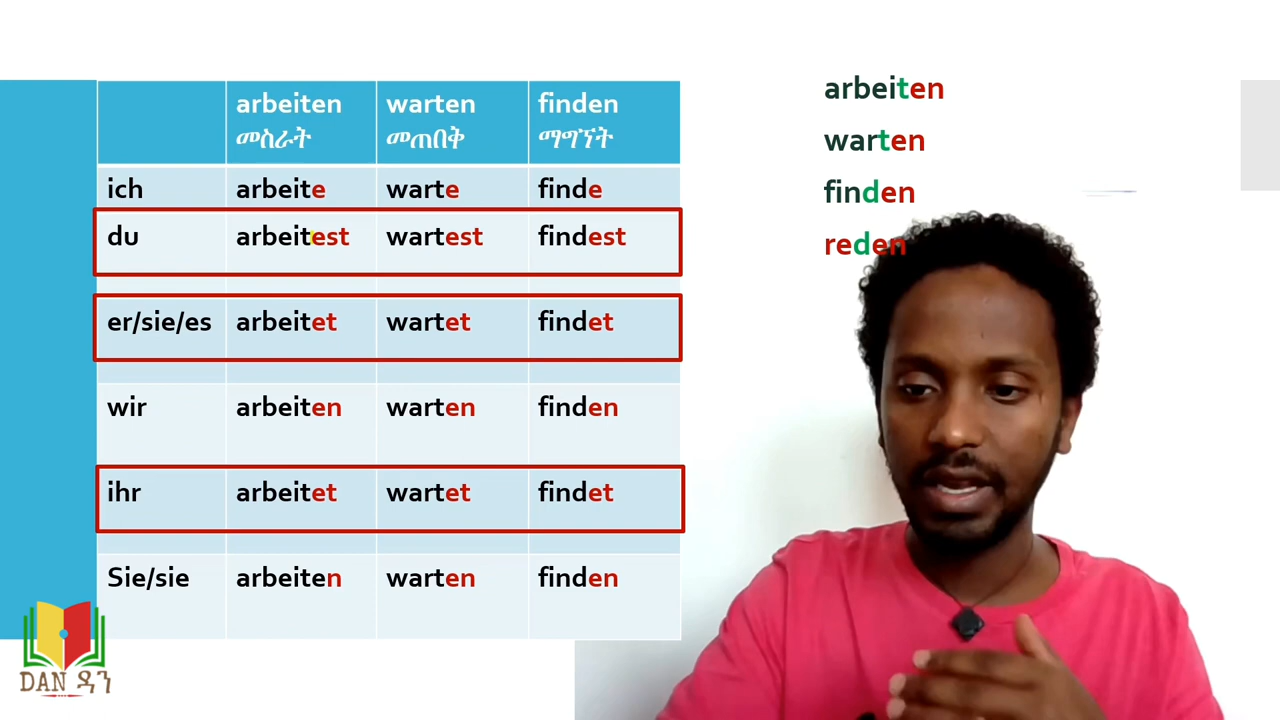 arbeiten warten finden
መስራት መጠበቅ ማግኘት
ich arbeite warte finde
du arbeitest wartest findest
er/sie/es arbeitet wartet findet
wir arbeiten warten finden
ihr arbeitet wartet findet
Sie/sie arbeiten warten finden
arbeiten
warten
finden
reden
DAN ዳን